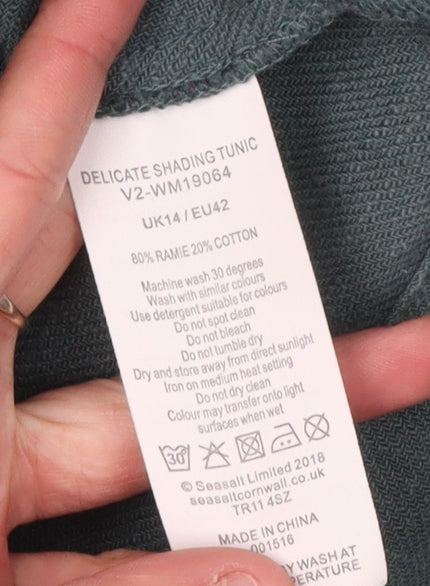 DELICATE SHADING TUNIC
V2-WM19064
UK14 / EU42
80% RAMIE 20% COTTON
Machine wash 30 degrees
Wash with similar colours
Use detergent suitable for colours
Do not spot clean
Do not bleach
Do not tumble dry
Dry and store away from direct sunlight
Iron on medium heat setting
Do not dry clean
Colour may transfer onto light
surfaces when wet
30°
© Seasalt Limited 2018
seasaltcornwall.co.uk
TR11 4SZ
MADE IN CHINA
001516
WASH AT